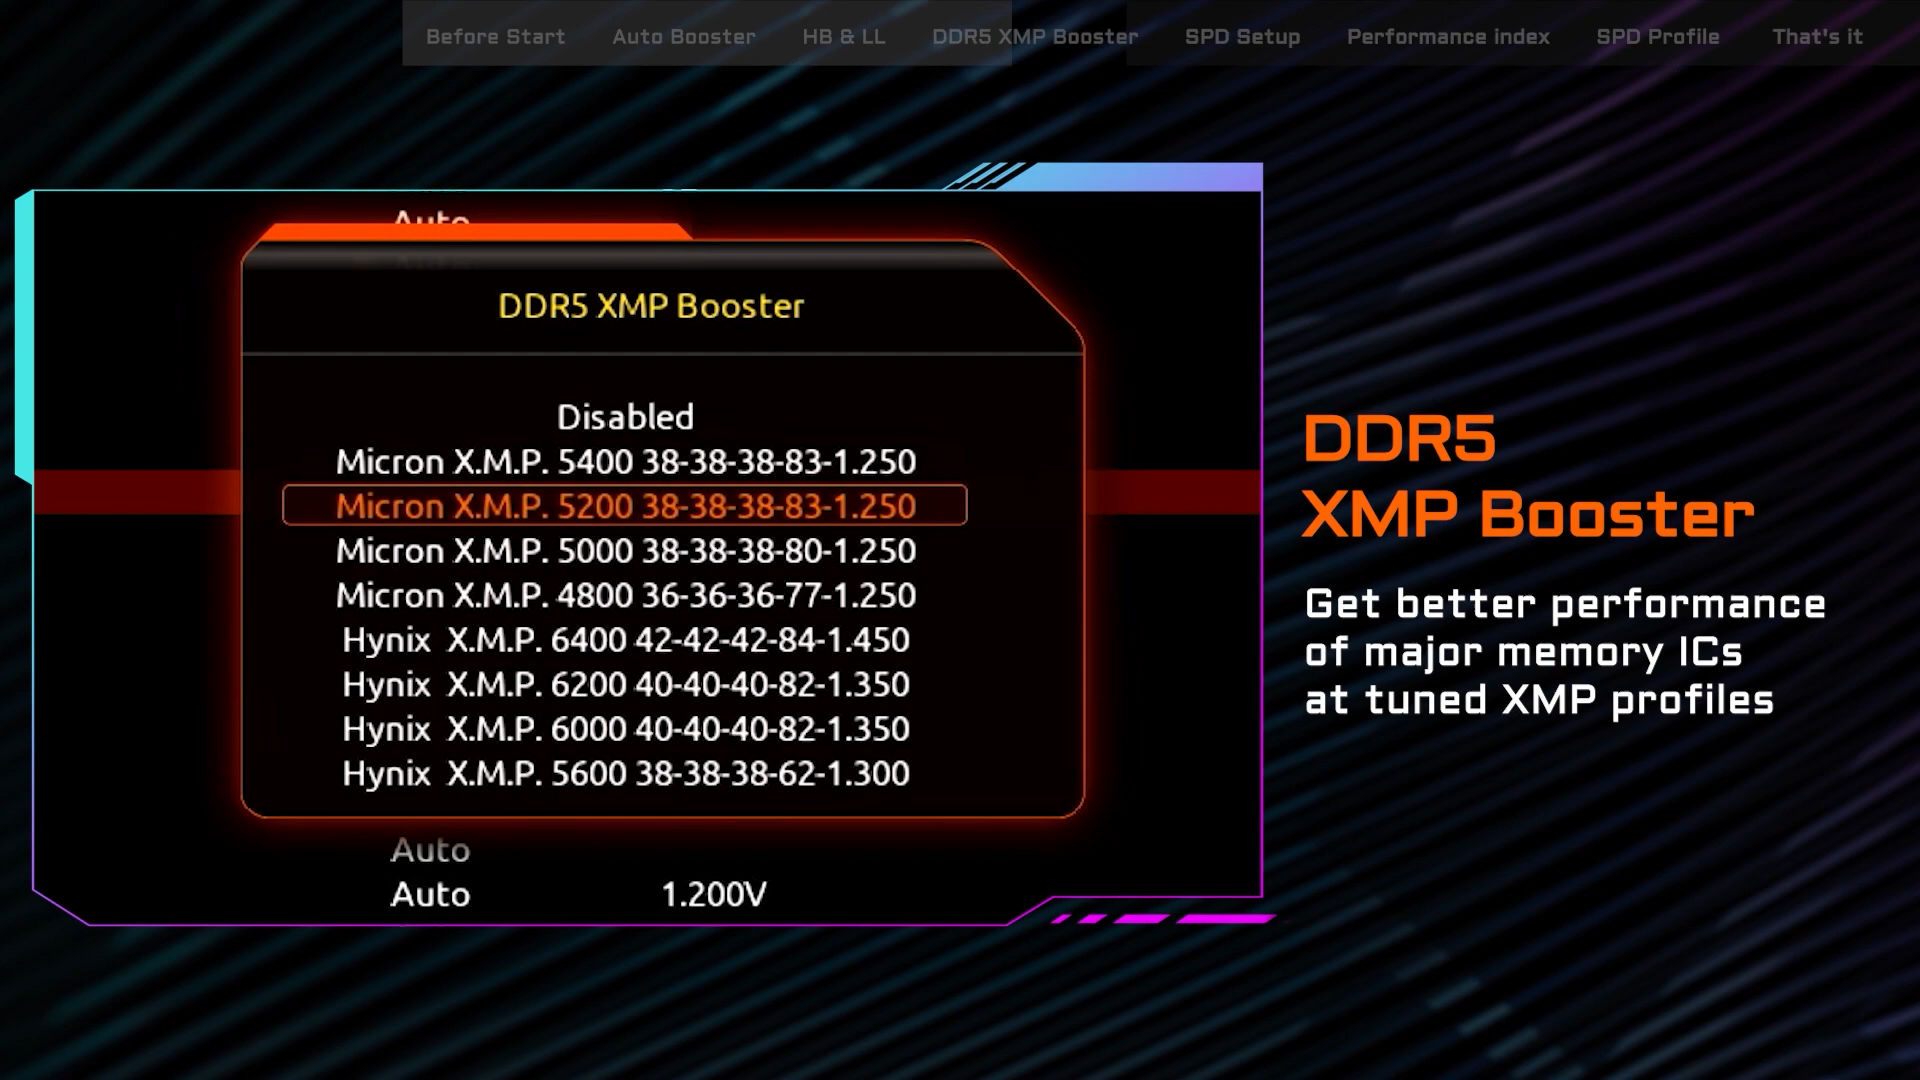 Before Start
Auto Booster
HB & LL
DDR5 XMP Booster
SPD Setup
Performance index
SPD Profile
That's it
Auto
DDR5 XMP Booster
Disabled
Micron X.M.P. 5400 38-38-38-83-1.250
Micron X.M.P. 5200 38-38-38-83-1.250
Micron X.M.P. 5000 38-38-38-80-1.250
Micron X.M.P. 4800 36-36-36-77-1.250
Hynix X.M.P. 6400 42-42-42-84-1.450
Hynix X.M.P. 6200 40-40-40-82-1.350
Hynix X.M.P. 6000 40-40-40-82-1.350
Hynix X.M.P. 5600 38-38-38-62-1.300
Auto
Auto 1.200V
DDR5
XMP Booster
Get better performance
of major memory ICs
at tuned XMP profiles